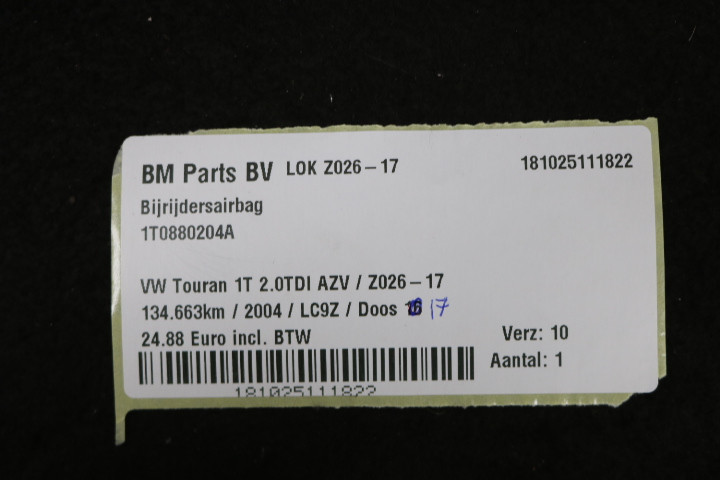 BM Parts BV LOK Z026-17 181025111822
Bijrijdersairbag
1T0880204A
VW Touran 1T 2.0TDI AZV / Z026-17
134.663km / 2004 / LC9Z / Doos 17
24.88 Euro incl. BTW
Verz: 10
Aantal: 1
181025111822